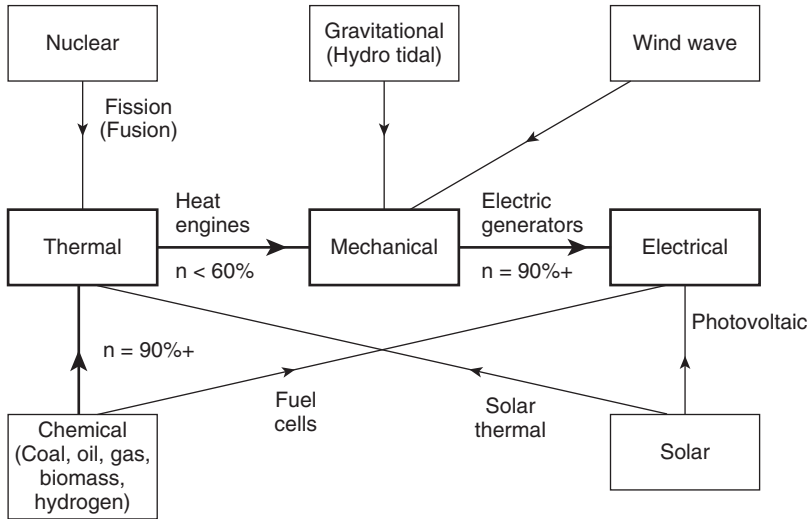 Nuclear
Gravitational
(Hydro tidal)
Wind wave
Fission
(Fusion)
Heat
engines
Electric
generators
Thermal
Mechanical
Electrical
n < 60%
n = 90%+
Photovoltaic
n = 90%+
Fuel
cells
Solar
thermal
Chemical
(Coal, oil, gas,
biomass,
hydrogen)
Solar